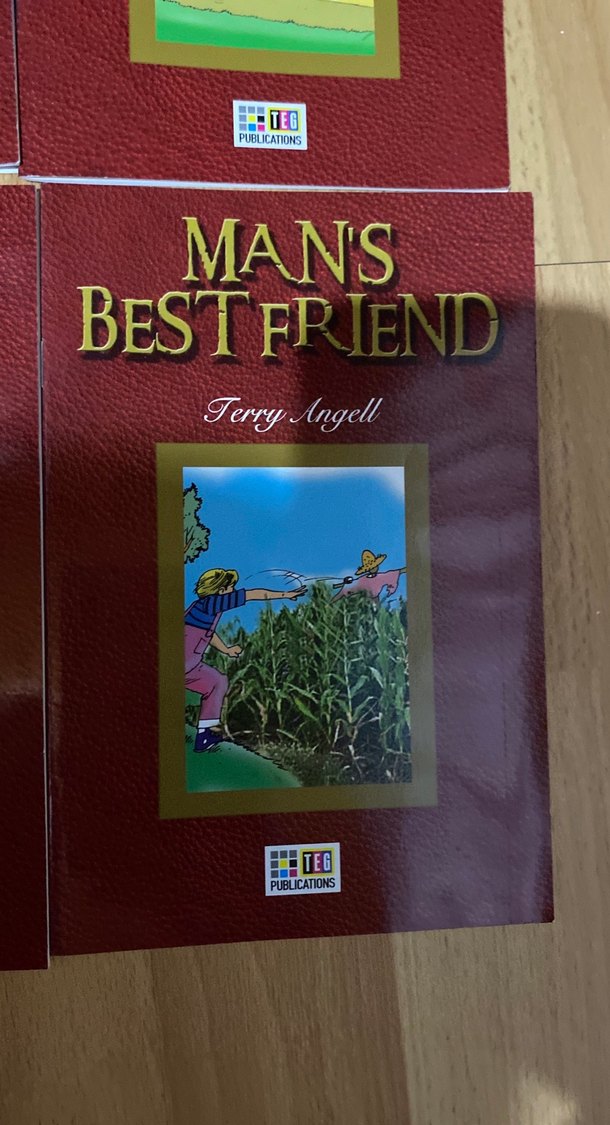 TEG
PUBLICATIONS
MAN'S
BEST FRIEND
Terry Angell
TEG
PUBLICATIONS